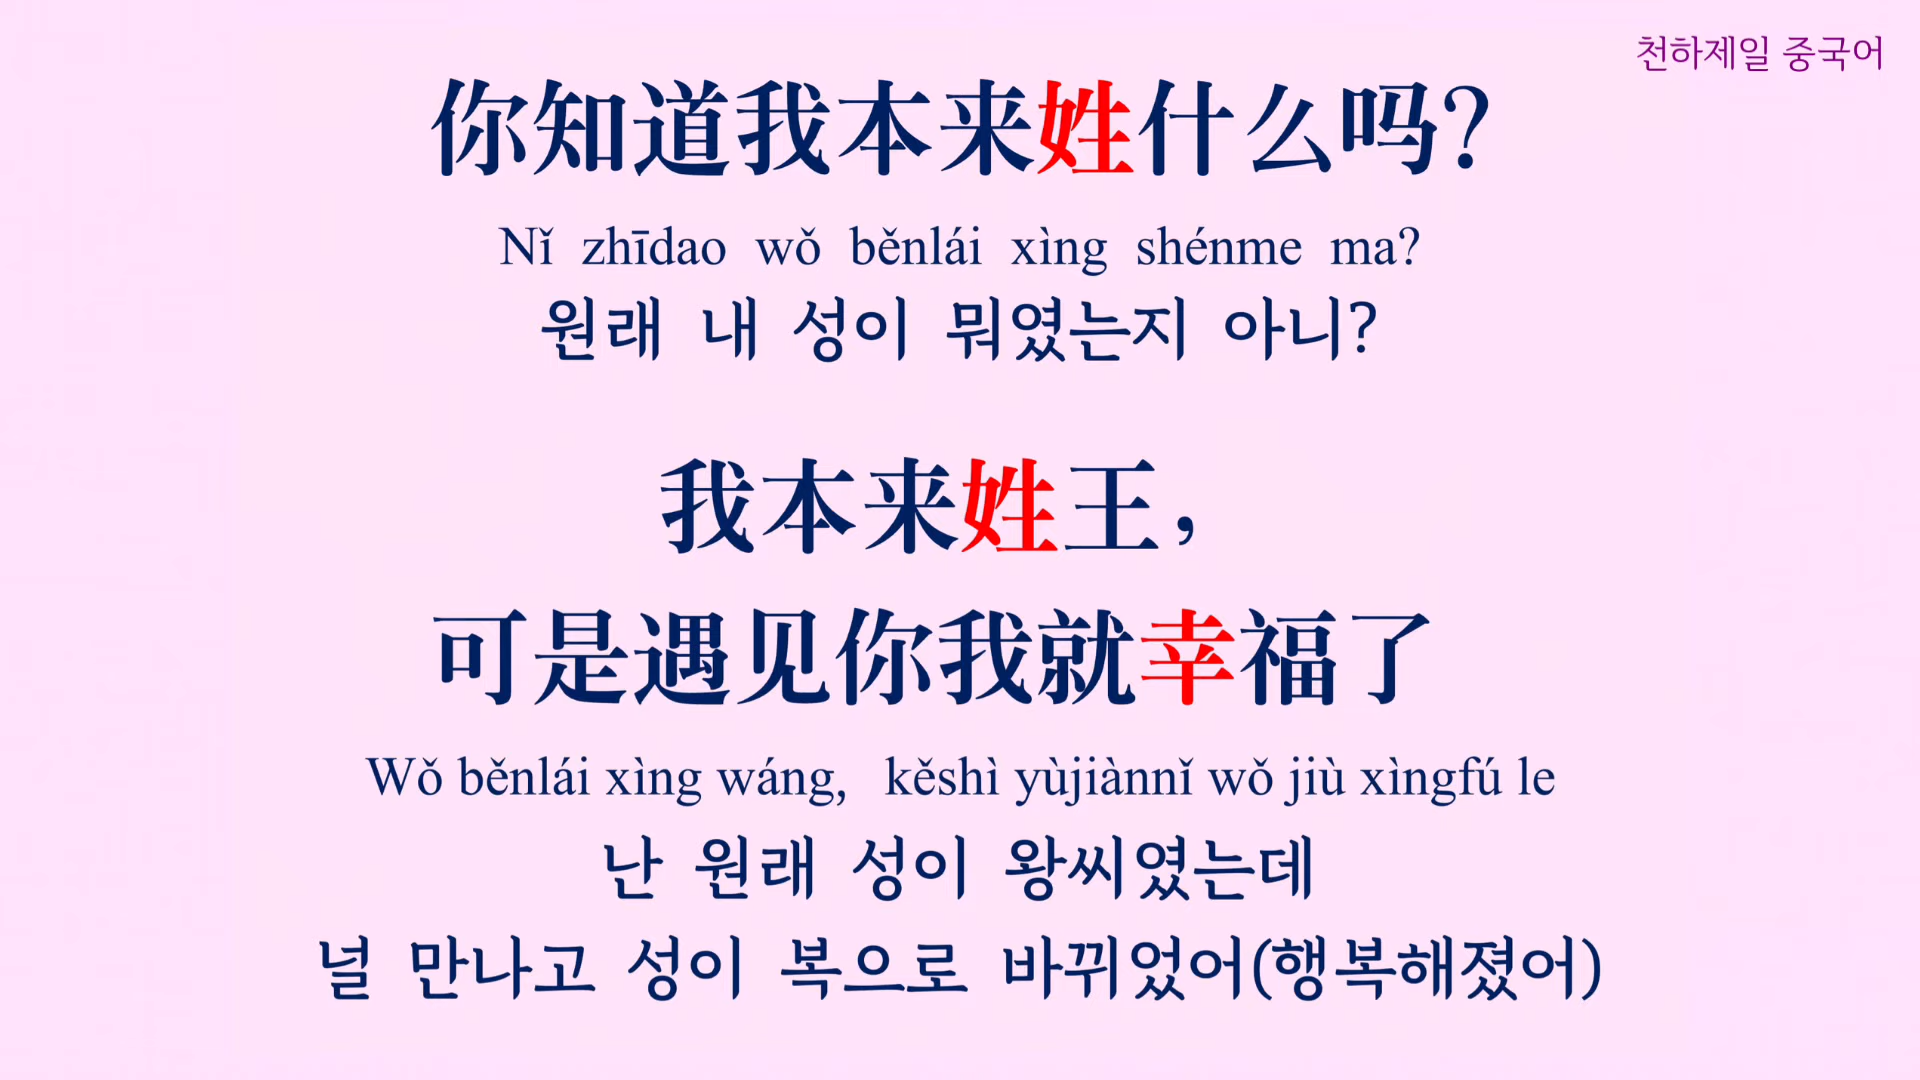 천하제일 중국어
你知道我本来姓什么吗?
Nǐ zhīdao wǒ běnlái xìng shénme ma?
원래 내 성이 뭐였는지 아니?
我本来姓王，
可是遇见你我就幸福了
Wǒ běnlái xìng wáng, kěshì yùjiànnǐ wǒ jiù xìngfú le
난 원래 성이 왕씨였는데
널 만나고 성이 복으로 바뀌었어(행복해졌어)